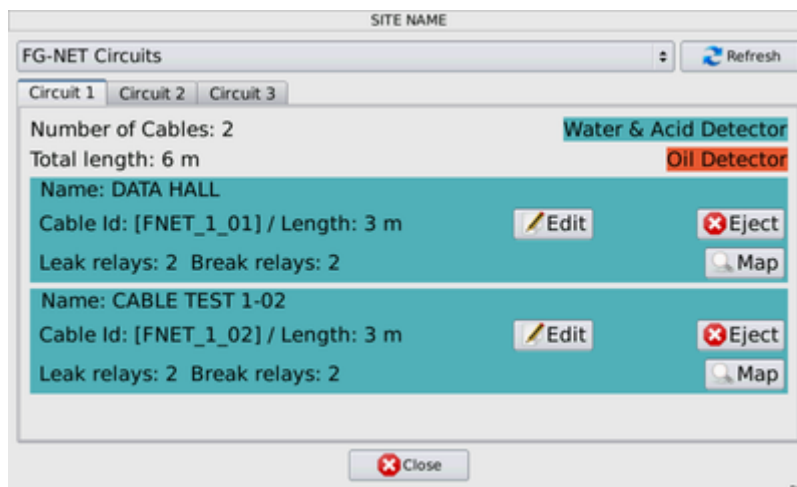 SITE NAME
FG-NET Circuits Refresh
Circuit 1 Circuit 2 Circuit 3
Number of Cables: 2 Water & Acid Detector
Total length: 6 m Oil Detector
Name: DATA HALL
Cable Id: [FNET_1_01] / Length: 3 m Edit Eject
Leak relays: 2 Break relays: 2 Map
Name: CABLE TEST 1-02
Cable Id: [FNET_1_02] / Length: 3 m Edit Eject
Leak relays: 2 Break relays: 2 Map
Close